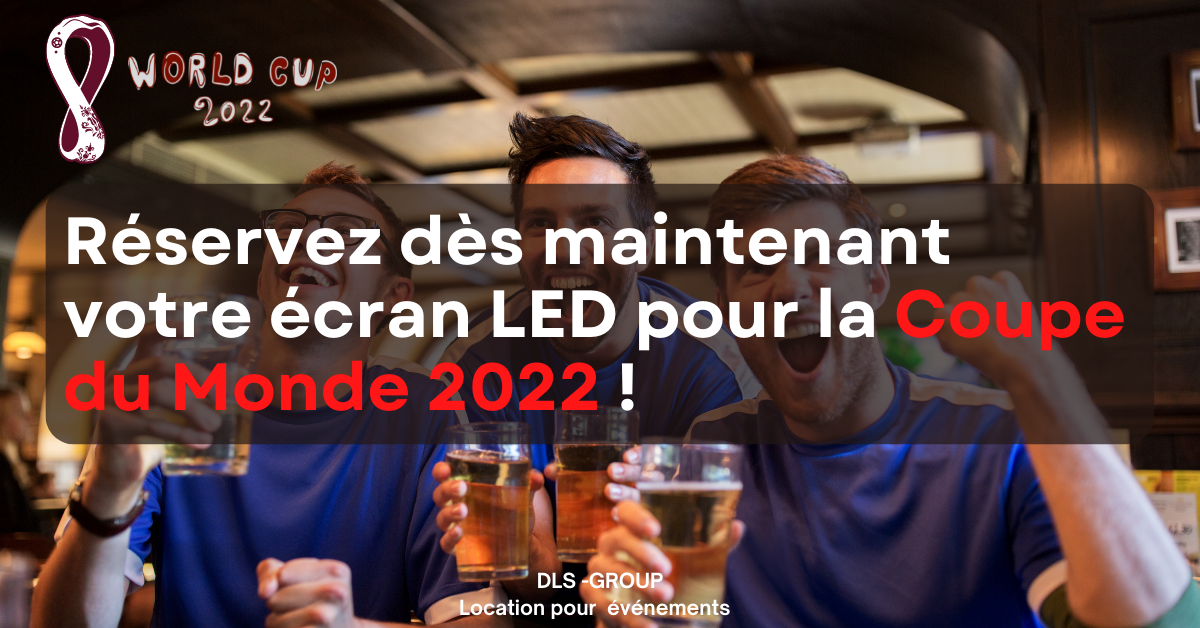 WORLD CUP
2022
Réservez dès maintenant
votre écran LED pour la Coupe
du Monde 2022 !
DLS -GROUP
Location pour événements